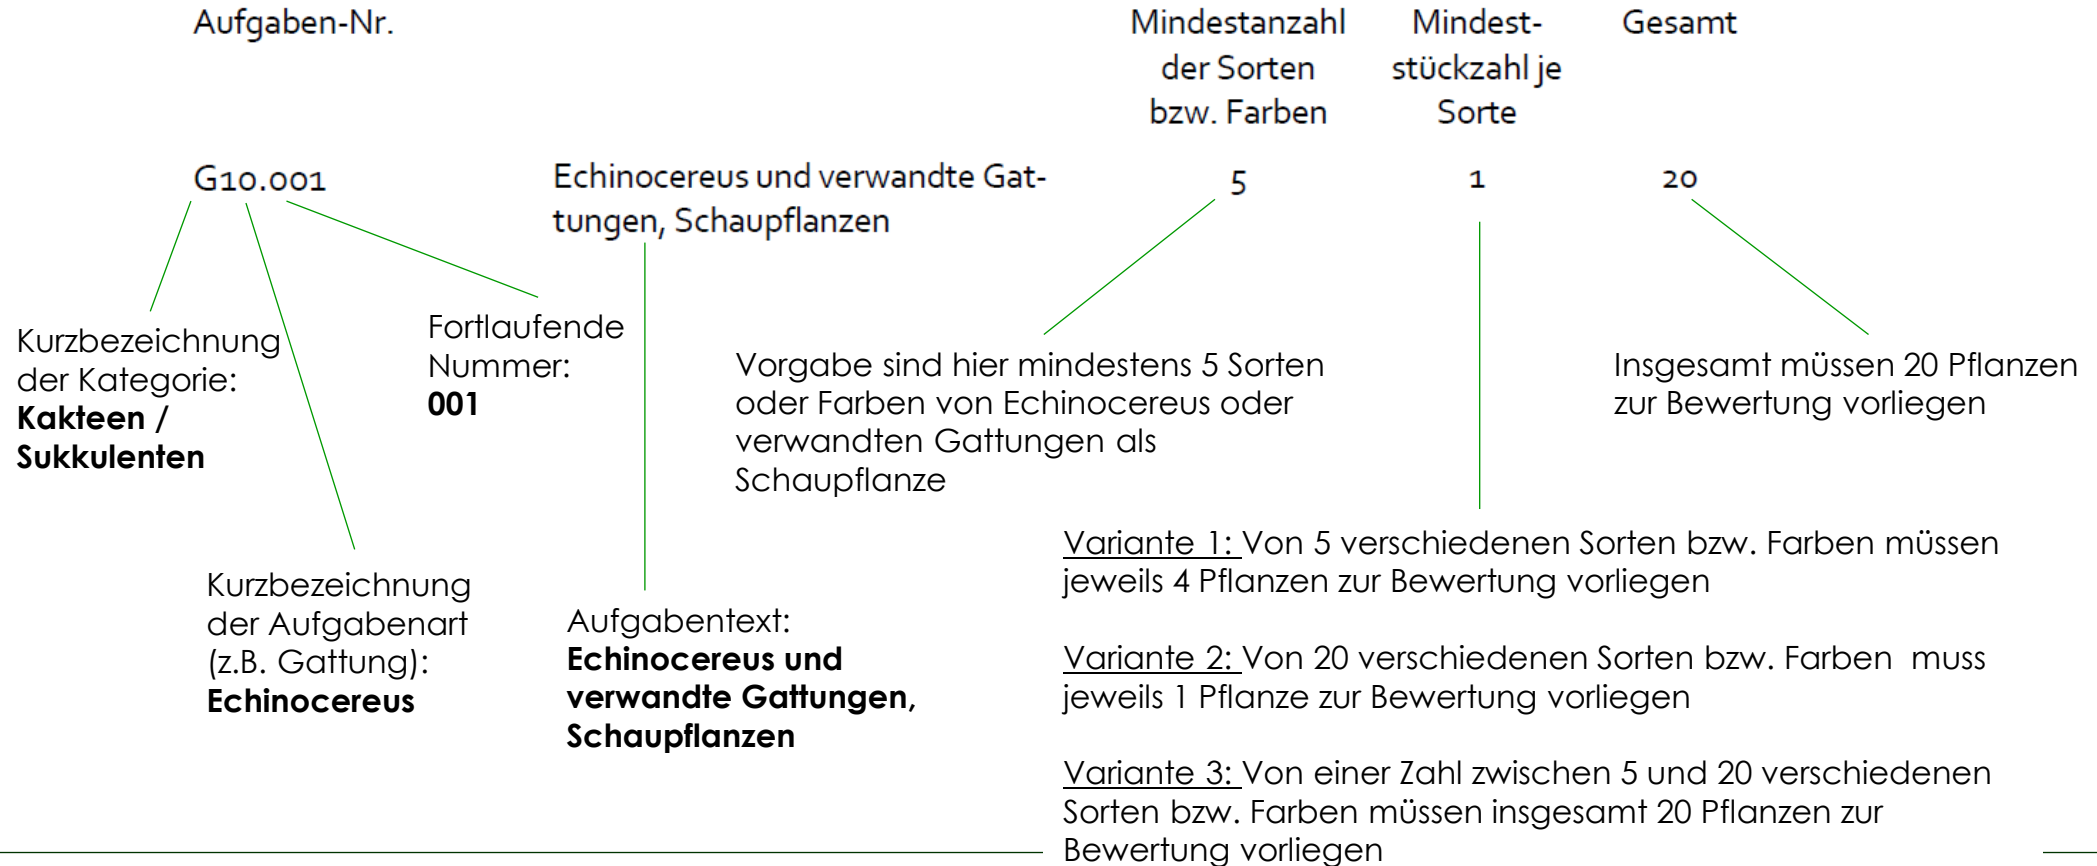 Aufgaben-Nr.
Mindestanzahl
der Sorten
bzw. Farben
Mindest-
stückzahl je
Sorte
Gesamt
G10.001
Echinocereus und verwandte Gat-
tungen, Schaupflanzen
5
1
20
Kurzbezeichnung
der Kategorie:
Kakteen /
Sukkulenten
Fortlaufende
Nummer:
001
Vorgabe sind hier mindestens 5 Sorten
oder Farben von Echinocereus oder
verwandten Gattungen als
Schaupflanze
Insgesamt müssen 20 Pflanzen
zur Bewertung vorliegen
Kurzbezeichnung
der Aufgabenart
(z.B. Gattung):
Echinocereus
Aufgabentext:
Echinocereus und
verwandte Gattungen,
Schaupflanzen
Variante 1: Von 5 verschiedenen Sorten bzw. Farben müssen
jeweils 4 Pflanzen zur Bewertung vorliegen
Variante 2: Von 20 verschiedenen Sorten bzw. Farben muss
jeweils 1 Pflanze zur Bewertung vorliegen
Variante 3: Von einer Zahl zwischen 5 und 20 verschiedenen
Sorten bzw. Farben müssen insgesamt 20 Pflanzen zur
Bewertung vorliegen